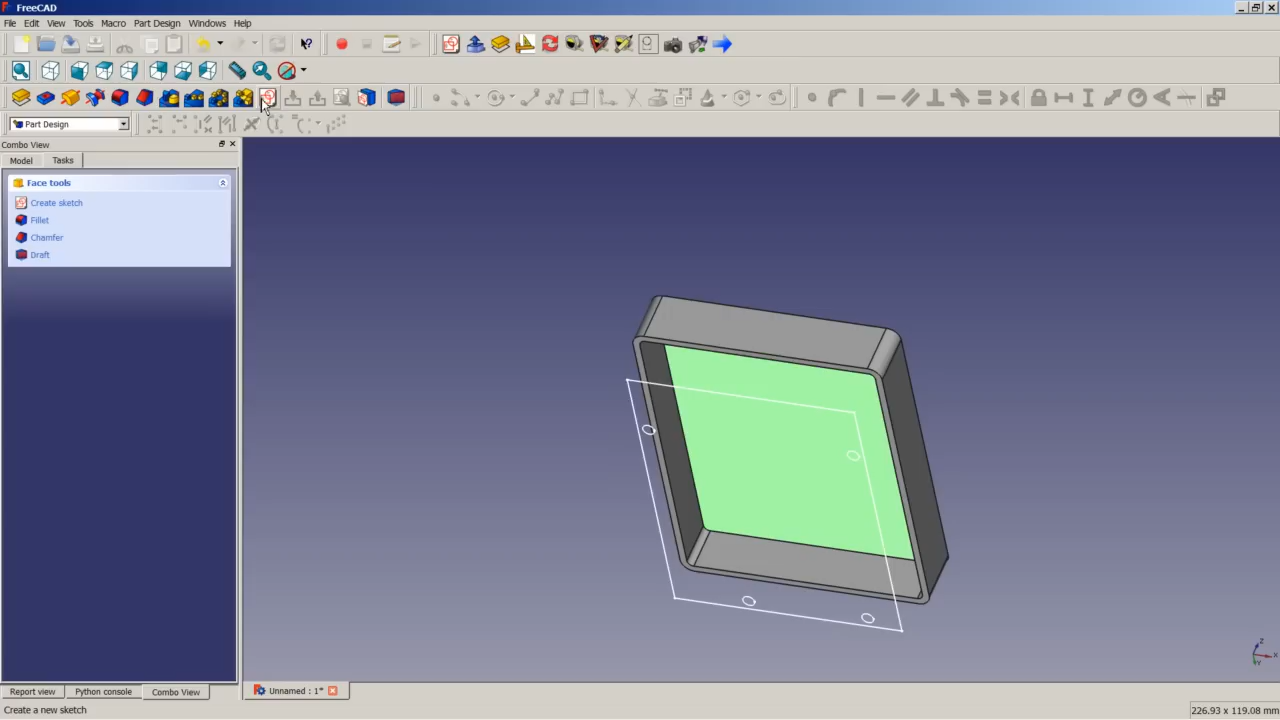 FreeCAD
File Edit View Tools Macro Part Design Windows Help
Part Design
Combo View
Model Tasks
Face tools
Create sketch
Fillet
Chamfer
Draft
Z
X
Y
Report view Python console Combo View
Unnamed : 1*
Create a new sketch
226.93 x 119.08 mm